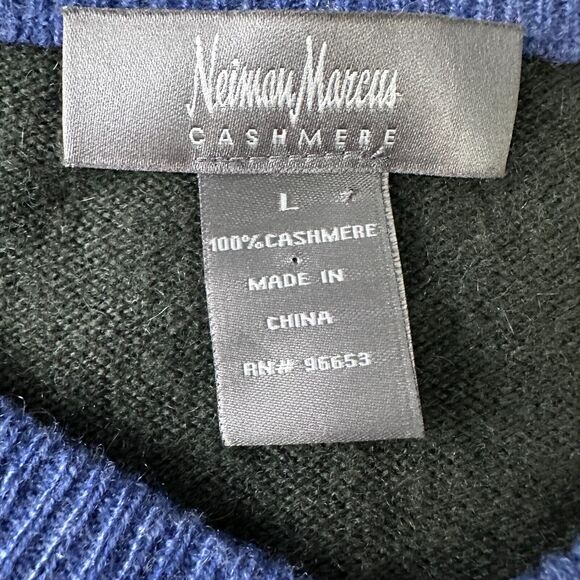 Neiman Marcus
CASHMERE
L
100% CASHMERE
MADE IN
CHINA
RN# 96653